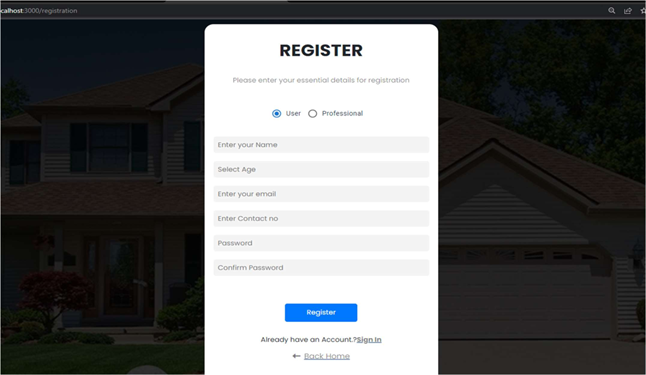 calhost:3000/registration
REGISTER
Please enter your essential details for registration
User Professional
Enter your Name
Select Age
Enter your email
Enter Contact no
Password
Confirm Password
Register
Already have an Account.?Sign In
Back Home